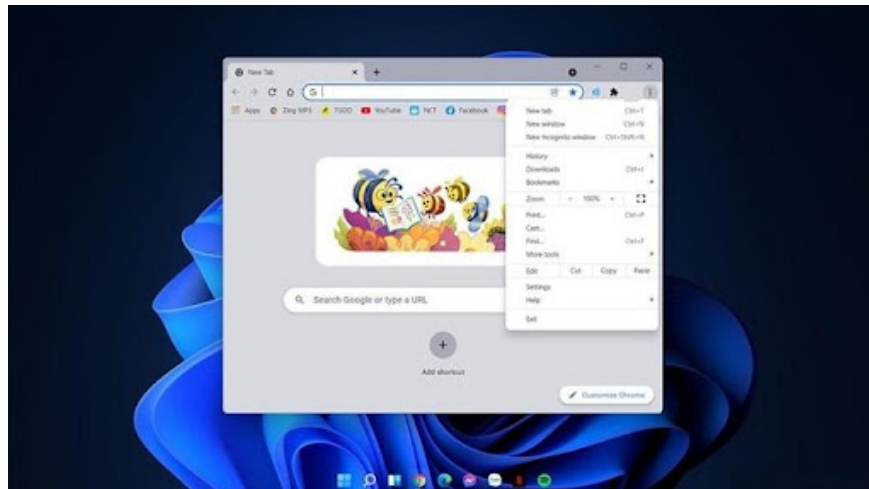 New Tab
G
Apps Zing MP3 TGDD YouTube NCT Facebook
New tab Ctrl+T
New window Ctrl+N
New Incognito window Ctrl+Shift+N
History
Downloads Ctrl+J
Bookmarks
Zoom - 100% +
Print... Ctrl+P
Cast...
Find... Ctrl+F
More tools
Edit Cut Copy Paste
Settings
Help
Exit
Search Google or type a URL
Add shortcut
Customize Chrome